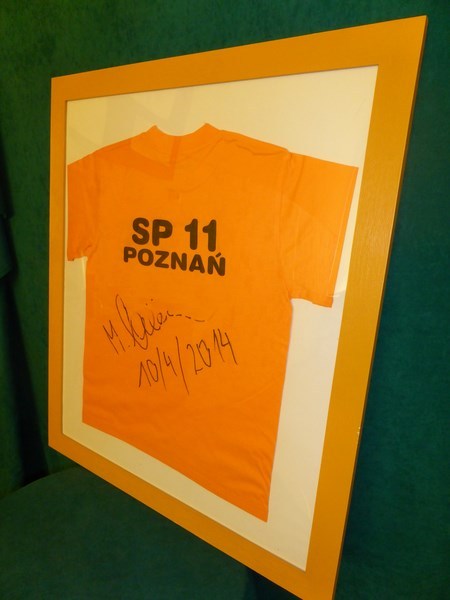 SP 11
POZNAŃ
M.
10/4/2014